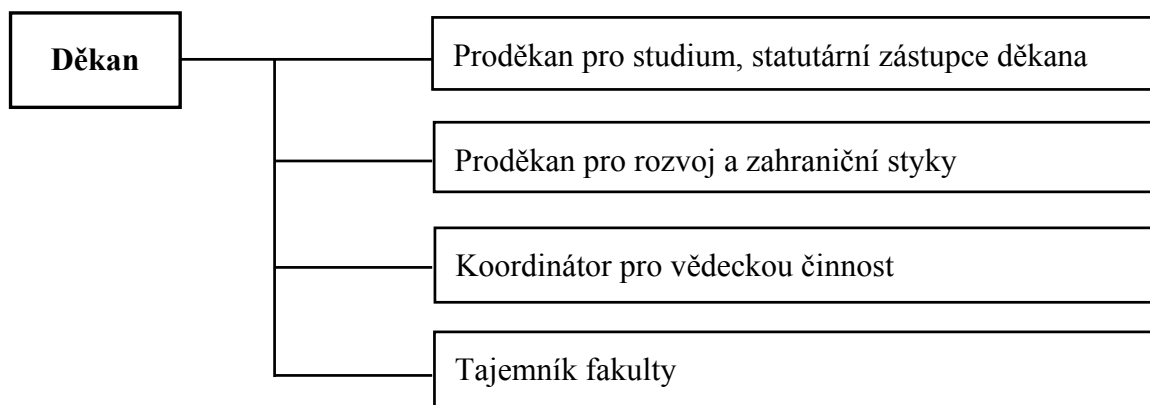 Děkan
Proděkan pro studium, statutární zástupce děkana
Proděkan pro rozvoj a zahraniční styky
Koordinátor pro vědeckou činnost
Tajemník fakulty